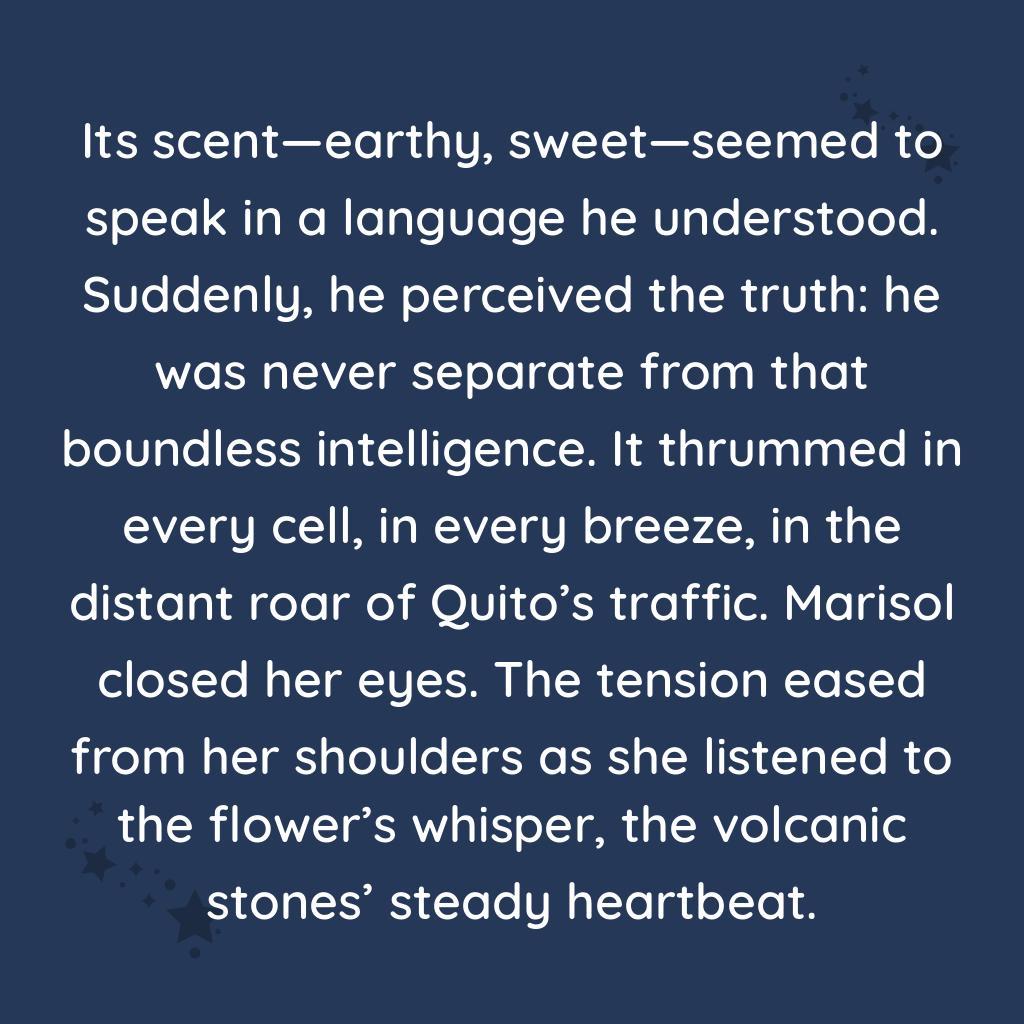 Its scent—earthy, sweet—seemed to
speak in a language he understood.
Suddenly, he perceived the truth: he
was never separate from that
boundless intelligence. It thrummed in
every cell, in every breeze, in the
distant roar of Quito’s traffic. Marisol
closed her eyes. The tension eased
from her shoulders as she listened to
the flower’s whisper, the volcanic
stones’ steady heartbeat.